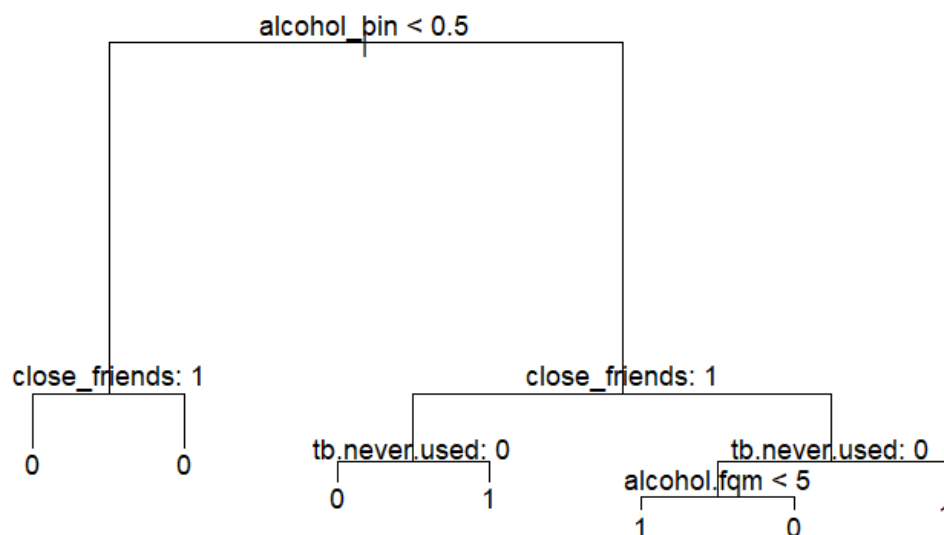 alcohol_bin < 0.5
close_friends: 1
close_friends: 1
0
0
tb.never.used: 0
tb.never.used: 0
0
1
alcohol.fqm < 5
1
0
1